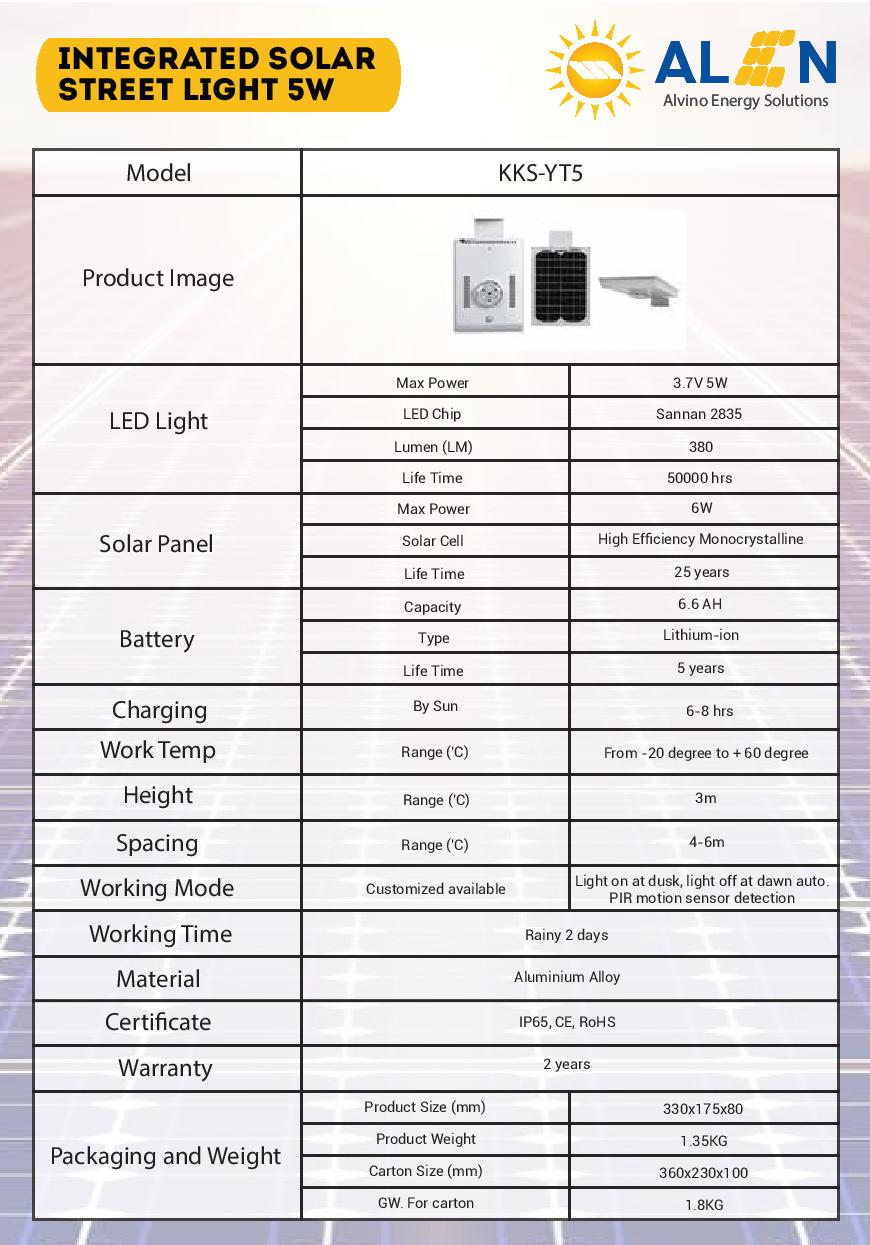 INTEGRATED SOLAR
STREET LIGHT 5W
ALEN
Alvino Energy Solutions
Model
KKS-YT5
Product Image
LED Light
Max Power
3.7V 5W
LED Chip
Sannan 2835
Lumen (LM)
380
Life Time
50000 hrs
Solar Panel
Max Power
6W
Solar Cell
High Efficiency Monocrystalline
Life Time
25 years
Battery
Capacity
6.6 AH
Type
Lithium-ion
Life Time
5 years
Charging
By Sun
6-8 hrs
Work Temp
Range ('C)
From -20 degree to + 60 degree
Height
Range ('C)
3m
Spacing
Range ('C)
4-6m
Working Mode
Customized available
Light on at dusk, light off at dawn auto.
PIR motion sensor detection
Working Time
Rainy 2 days
Material
Aluminium Alloy
Certificate
IP65, CE, RoHS
Warranty
2 years
Packaging and Weight
Product Size (mm)
330x175x80
Product Weight
1.35KG
Carton Size (mm)
360x230x100
GW. For carton
1.8KG